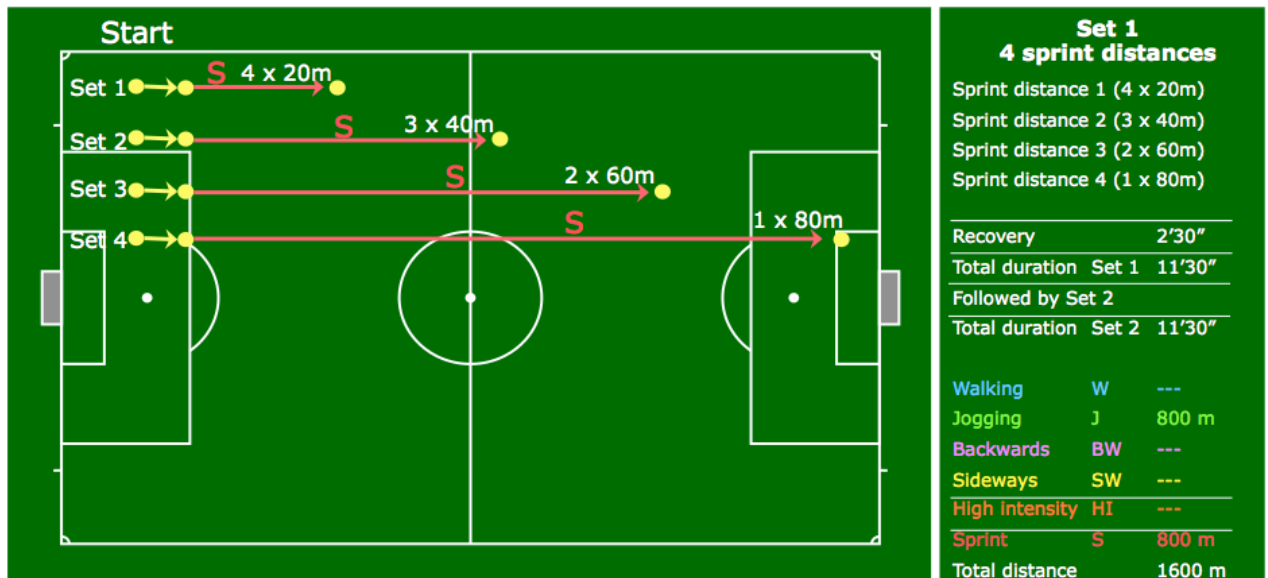 Start
Set 1
S
4 x 20m
Set 2
S
3 x 40m
Set 3
S
2 x 60m
Set 4
S
1 x 80m
Set 1
4 sprint distances
Sprint distance 1 (4 x 20m)
Sprint distance 2 (3 x 40m)
Sprint distance 3 (2 x 60m)
Sprint distance 4 (1 x 80m)
Recovery 2’30”
Total duration Set 1 11’30”
Followed by Set 2
Total duration Set 2 11’30”
Walking W ---
Jogging J 800 m
Backwards BW ---
Sideways SW ---
High intensity HI ---
Sprint S 800 m
Total distance 1600 m